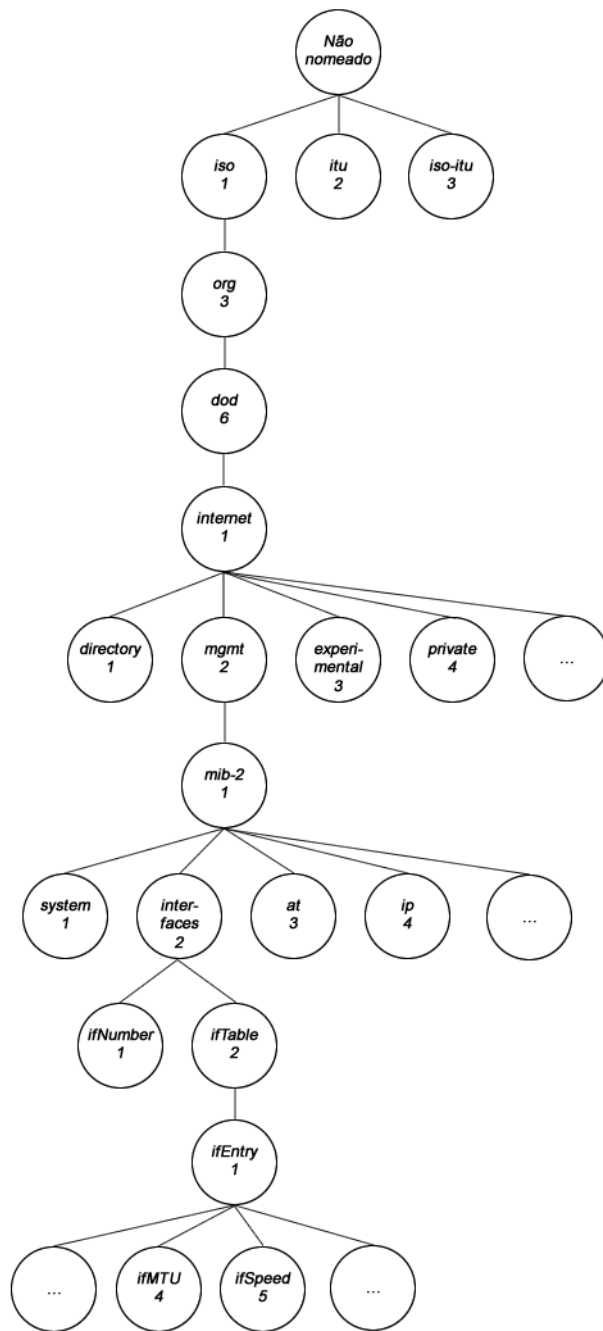 Não
nomeado
iso
1
itu
2
iso-itu
3
org
3
dod
6
internet
1
directory
1
mgmt
2
experi-
mental
3
private
4
...
mib-2
1
system
1
inter-
faces
2
at
3
ip
4
...
ifNumber
1
ifTable
2
ifEntry
1
...
ifMTU
4
ifSpeed
5
...